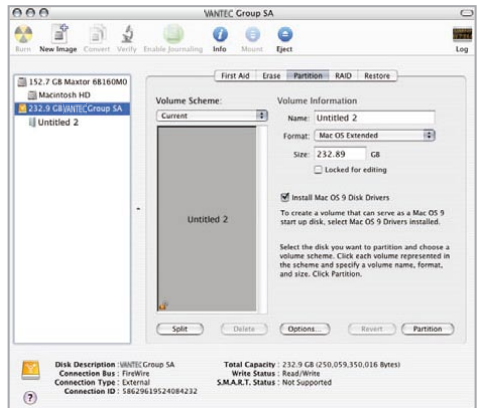 VANTEC Group SA
Burn New Image Convert Verify Enable Journaling Info Mount Eject Log
152.7 GB Maxtor 6B160M0
Macintosh HD
232.9 GB VANTEC Group SA
Untitled 2
First Aid Erase Partition RAID Restore
Volume Scheme:
Current
Untitled 2
Volume Information
Name: Untitled 2
Format: Mac OS Extended
Size: 232.89 GB
Locked for editing
Install Mac OS 9 Disk Drivers
To create a volume that can serve as a Mac OS 9
start up disk, select Mac OS 9 Drivers installed.
Select the disk you want to partition and choose a
volume scheme. Click each volume represented in
the scheme and specify a volume name, format,
and size. Click Partition.
Split Delete Options... Revert Partition
Disk Description : VANTEC Group SA
Connection Bus : FireWire
Connection Type : External
Connection ID : 58629619524084232
Total Capacity : 232.9 GB (250,059,350,016 Bytes)
Write Status : Read/Write
S.M.A.R.T. Status : Not Supported
?